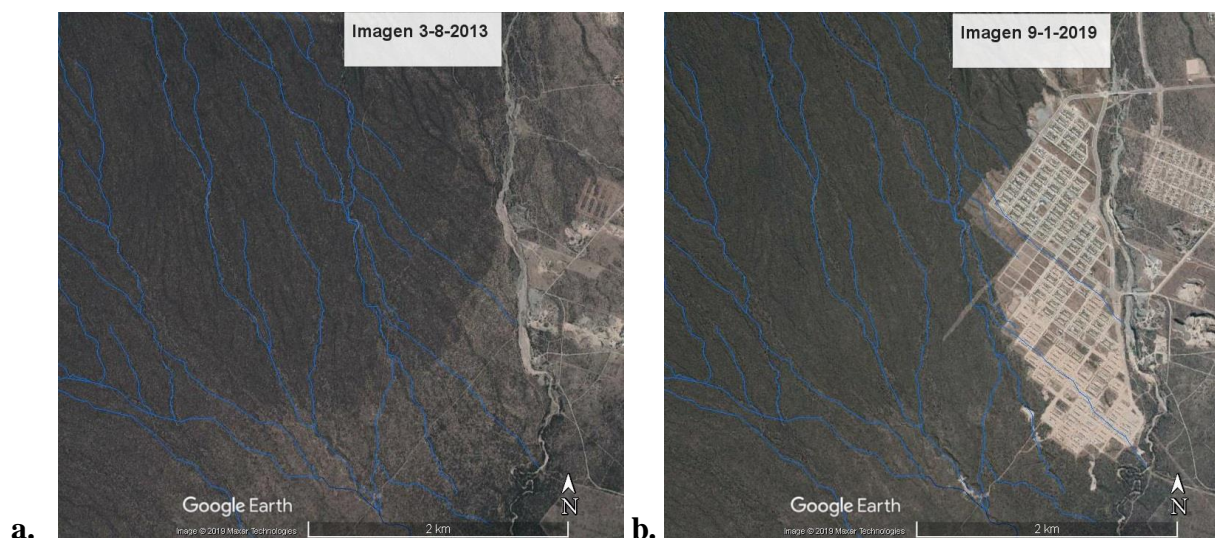 Imagen 3-8-2013
Google Earth
Image © 2019 Maxar Technologies
2 km
N
a.
Imagen 9-1-2019
Google Earth
Image © 2019 Maxar Technologies
2 km
N
b.